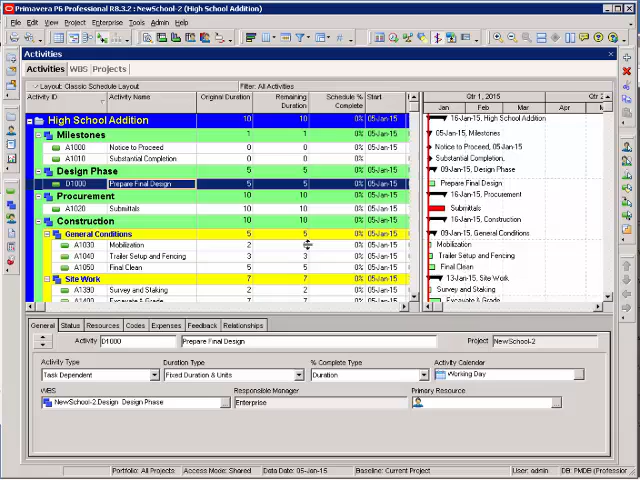 Primavera P6 Professional R8.3.2 : NewSchool-2 (High School Addition)
File Edit View Project Enterprise Tools Admin Help
Activities
Activities WBS Projects
Layout: Classic Schedule Layout Filter: All Activities
Activity ID Activity Name Original Duration Remaining Duration Schedule % Complete Start Qtr 1, 2015 Qtr 2
Jan Feb Mar Apr
High School Addition 10 10 0% 05-Jan-15 16-Jan-15, High School Addition
Milestones 1 1 0% 05-Jan-15 05-Jan-15, Milestones
A1000 Notice to Proceed 0 0 0% 05-Jan-15 Notice to Proceed
A1010 Substantial Completion 0 0 0% 05-Jan-15 Substantial Completion,
Design Phase 5 5 0% 05-Jan-15 09-Jan-15, Design Phase
D1000 Prepare Final Design 5 5 0% 05-Jan-15 Prepare Final Design
Procurement 10 10 0% 05-Jan-15 16-Jan-15, Procurement
A1020 Submittals 10 10 0% 05-Jan-15 Submittals
Construction 10 10 0% 05-Jan-15 16-Jan-15, Construction
General Conditions 5 5 0% 05-Jan-15 09-Jan-15, General Conditions
A1030 Mobilization 2 0% 05-Jan-15 Mobilization
A1040 Trailer Setup and Fencing 3 3 0% 05-Jan-15 Trailer Setup and Fencing
A1050 Final Clean 5 5 0% 05-Jan-15 Final Clean
Site Work 7 7 0% 05-Jan-15 13-Jan-15, Site Work
A1390 Survey and Staking 2 2 0% 05-Jan-15 Survey and Staking
A1400 Excavate & Grade 7 7 0% 05-Jan-15 Excavate & Grade
General Status Resources Codes Expenses Feedback Relationships
Activity D1000 Prepare Final Design Project NewSchool-2
Activity Type Duration Type % Complete Type Activity Calendar
Task Dependent Fixed Duration & Units Duration Working Day
WBS Responsible Manager Primary Resource
NewSchool-2.Design Design Phase Enterprise
Portfolio: All Projects Access Mode: Shared Data Date: 05-Jan-15 Baseline: Current Project User: admin DB: PMDB (Professior